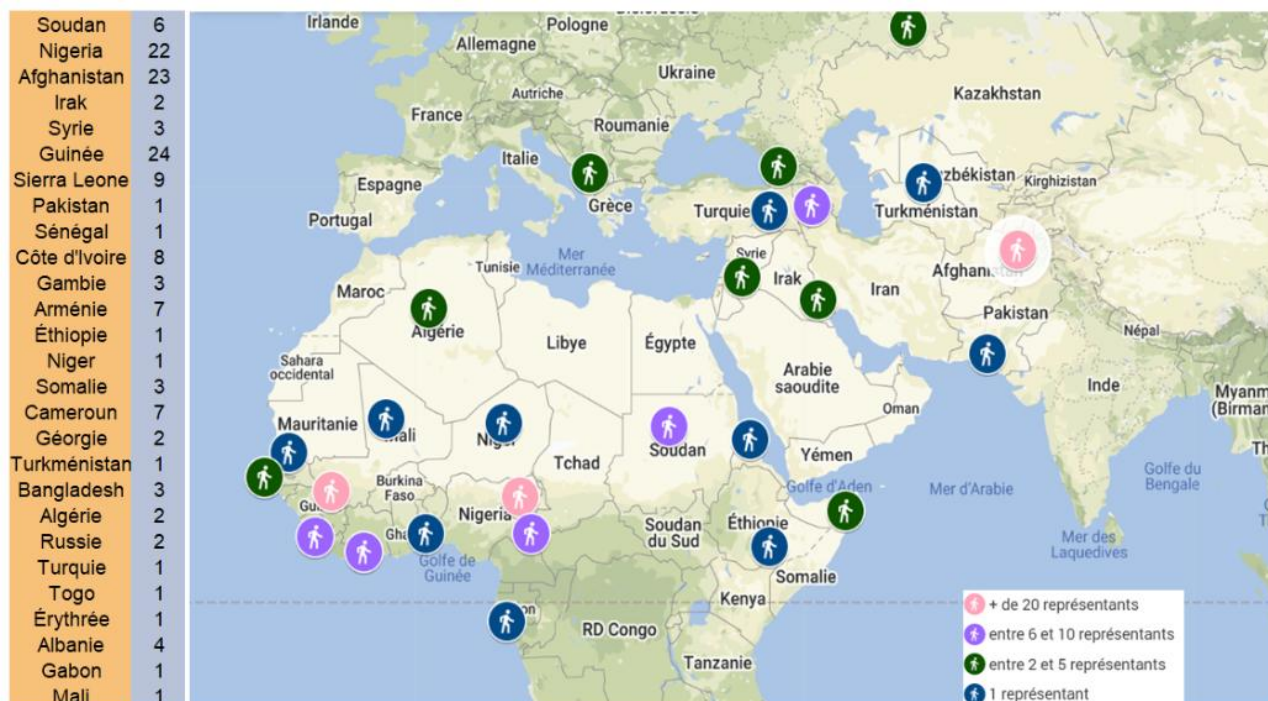 Soudan 6
Nigeria 22
Afghanistan 23
Irak 2
Syrie 3
Guinée 24
Sierra Leone 9
Pakistan 1
Sénégal 1
Côte d'Ivoire 8
Gambie 3
Arménie 7
Éthiopie 1
Niger 1
Somalie 3
Cameroun 7
Géorgie 2
Turkménistan 1
Bangladesh 3
Algérie 2
Russie 2
Turquie 1
Togo 1
Érythrée 1
Albanie 4
Gabon 1
Mali 1
Irlande
Pologne
Allemagne
Ukraine
Kazakhstan
Autriche
France
Roumanie
Italie
Espagne
zbékistan
Kirghizistan
Grèce
Portugal
Turquie
Turkménistan
Mer
Méditerranée
Tunisie
Syrie
Afghanistan
Maroc
Irak
Iran
Algérie
Pakistan
Libye
Égypte
Népal
Sahara
occidental
Arabie
saoudite
Inde
Myanm
(Birman
Oman
Mauritanie
Mali
Niger
Soudan
Tchad
Yémen
Th
Golfe du
Bengale
Burkina
Faso
Golfe d'Aden
Mer d'Arabie
Gui
Nigeria
Gha
Soudan
du Sud
Éthiopie
Mer des
Laquedives
Golfe de
Guinée
Somalie
Kenya
on
RD Congo
Tanzanie
+ de 20 représentants
entre 6 et 10 représentants
entre 2 et 5 représentants
1 représentant